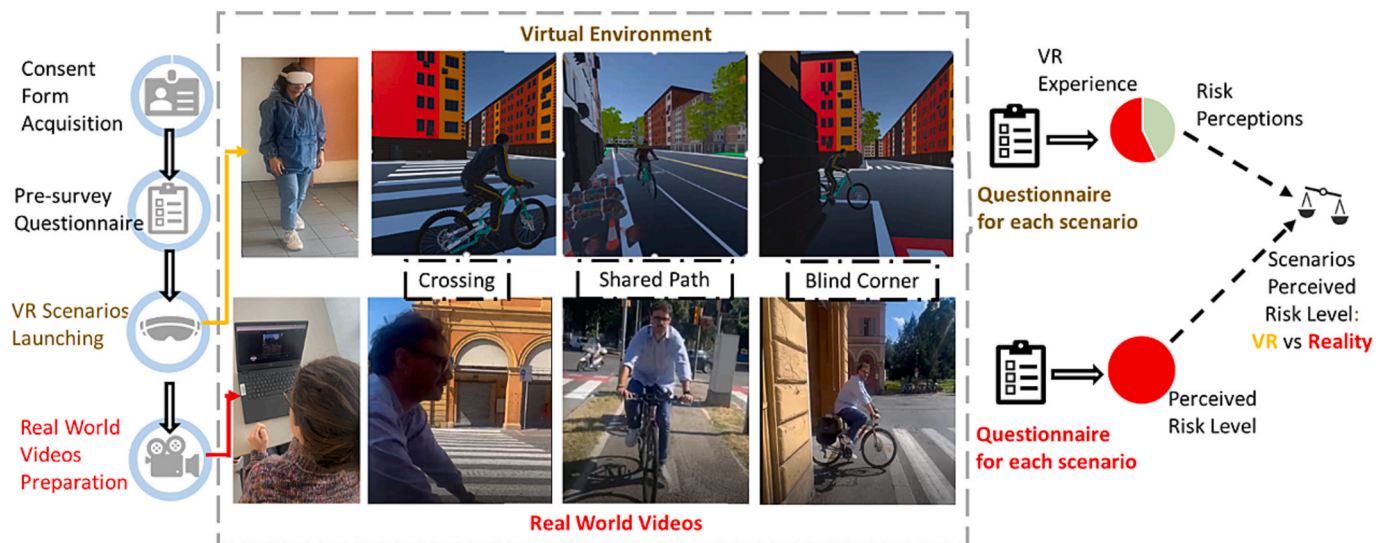 Consent
Form
Acquisition
Pre-survey
Questionnaire
VR Scenarios
Launching
Real World
Videos
Preparation
Virtual Environment
Crossing
Shared Path
Blind Corner
Real World Videos
VR
Experience
Risk
Perceptions
Questionnaire
for each scenario
Scenarios
Perceived
Risk Level:
VR vs Reality
Perceived
Risk Level
Questionnaire
for each scenario